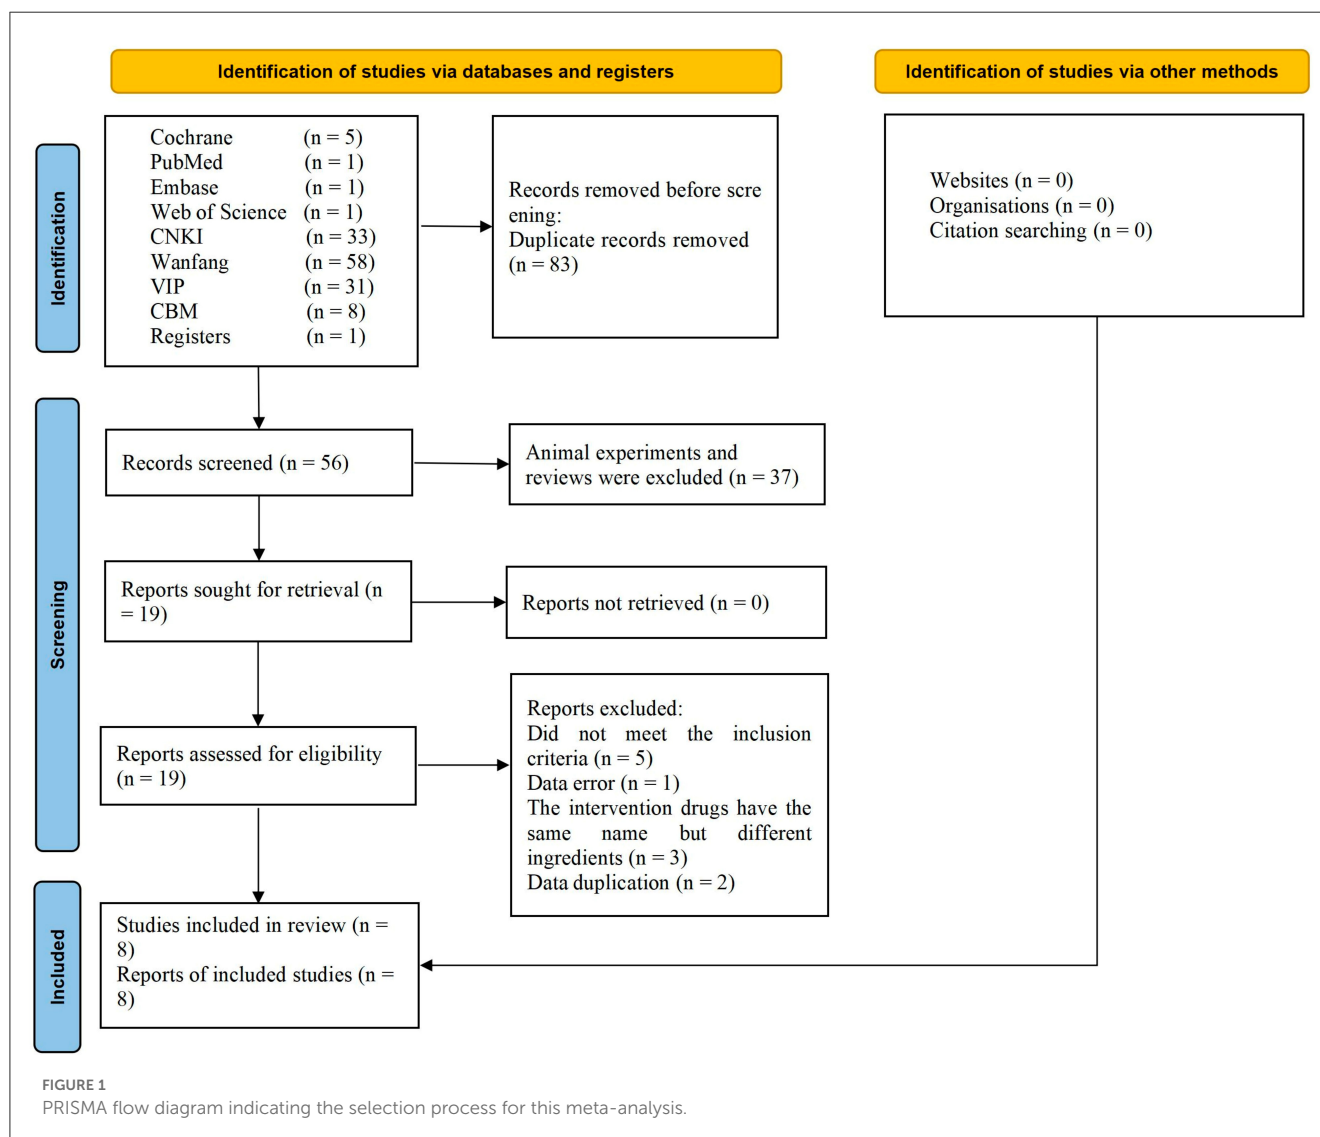 Identification of studies via databases and registers
Identification of studies via other methods
Identification
Cochrane (n = 5)
PubMed (n = 1)
Embase (n = 1)
Web of Science (n = 1)
CNKI (n = 33)
Wanfang (n = 58)
VIP (n = 31)
CBM (n = 8)
Registers (n = 1)
Records removed before scre
ening:
Duplicate records removed
(n = 83)
Websites (n = 0)
Organisations (n = 0)
Citation searching (n = 0)
Screening
Records screened (n = 56)
Animal experiments and
reviews were excluded (n = 37)
Reports sought for retrieval (n
= 19)
Reports not retrieved (n = 0)
Reports assessed for eligibility
(n = 19)
Reports excluded:
Did not meet the inclusion
criteria (n = 5)
Data error (n = 1)
The intervention drugs have the
same name but different
ingredients (n = 3)
Data duplication (n = 2)
Included
Studies included in review (n =
8)
Reports of included studies (n =
8)
FIGURE 1
PRISMA flow diagram indicating the selection process for this meta-analysis.